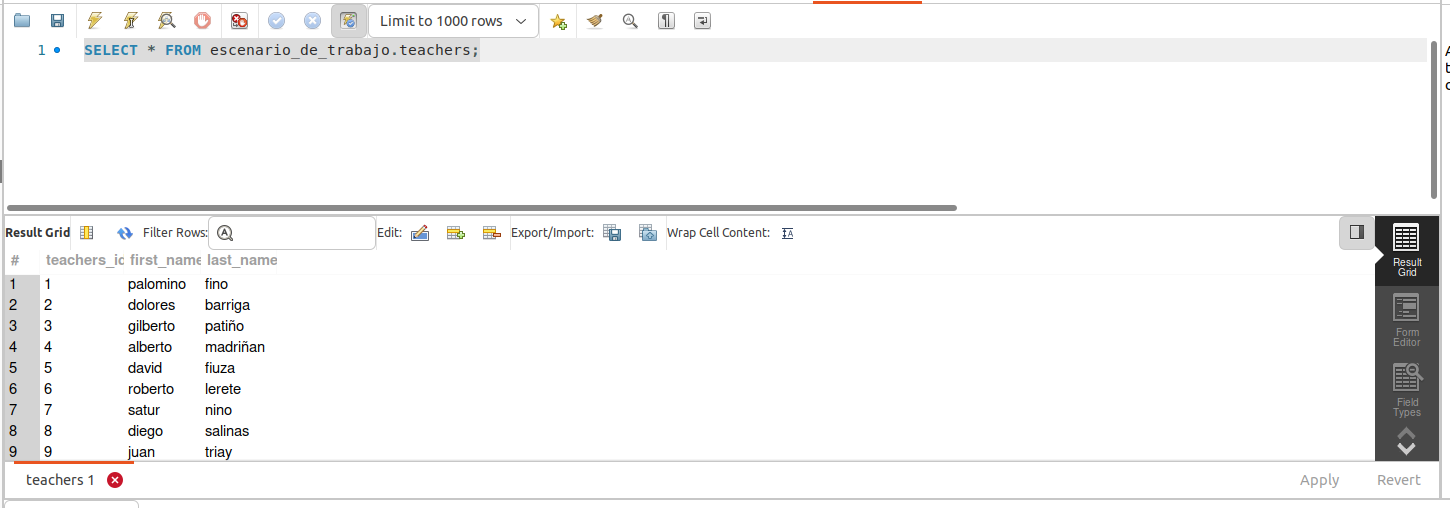 Limit to 1000 rows
1 SELECT * FROM escenario_de_trabajo.teachers;
Result Grid Filter Rows: Edit: Export/Import: Wrap Cell Content:
# teachers_id first_name last_name
1 1 palomino fino
2 2 dolores barriga
3 3 gilberto patiño
4 4 alberto madriñan
5 5 david fiuza
6 6 roberto lerete
7 7 satur nino
8 8 diego salinas
9 9 juan triay
Result
Grid
Form
Editor
Field
Types
teachers 1 Apply Revert